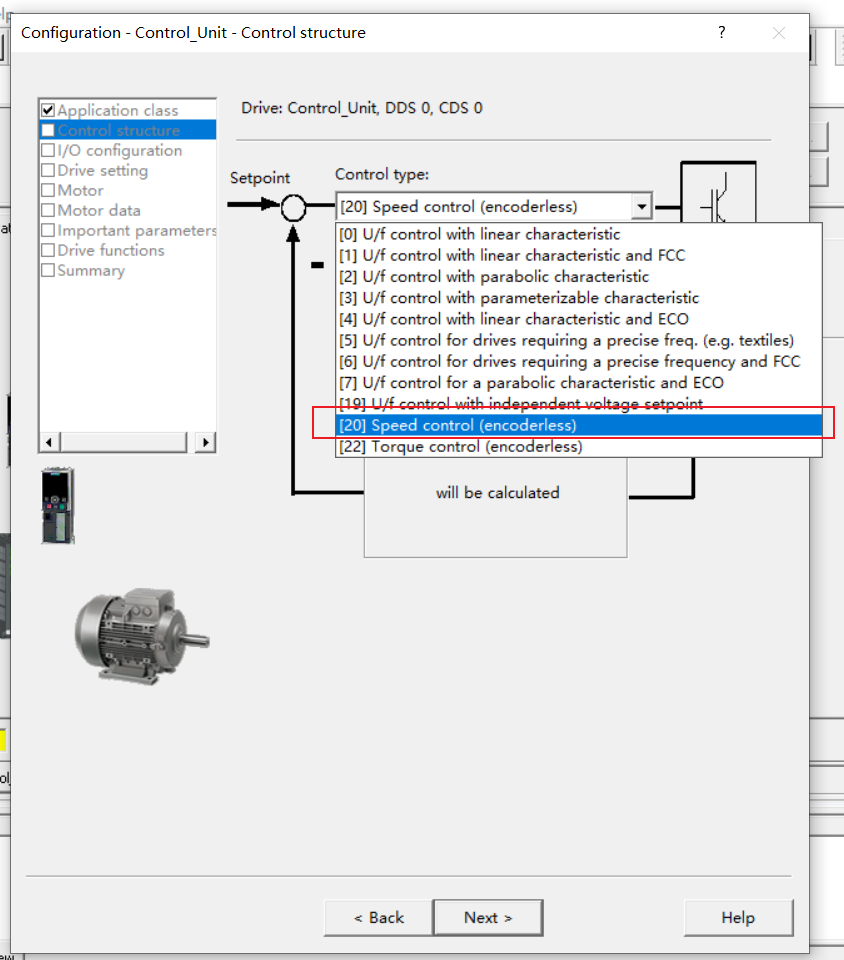 Configuration - Control_Unit - Control structure
?
Application class
Control structure
I/O configuration
Drive setting
Motor
Motor data
Important parameters
Drive functions
Summary
Drive: Control_Unit, DDS 0, CDS 0
Setpoint
Control type:
[20] Speed control (encoderless)
[0] U/f control with linear characteristic
[1] U/f control with linear characteristic and FCC
[2] U/f control with parabolic characteristic
[3] U/f control with parameterizable characteristic
[4] U/f control with linear characteristic and ECO
[5] U/f control for drives requiring a precise freq. (e.g. textiles)
[6] U/f control for drives requiring a precise frequency and FCC
[7] U/f control for a parabolic characteristic and ECO
[19] U/f control with independent voltage setpoint
[20] Speed control (encoderless)
[22] Torque control (encoderless)
will be calculated
< Back
Next >
Help